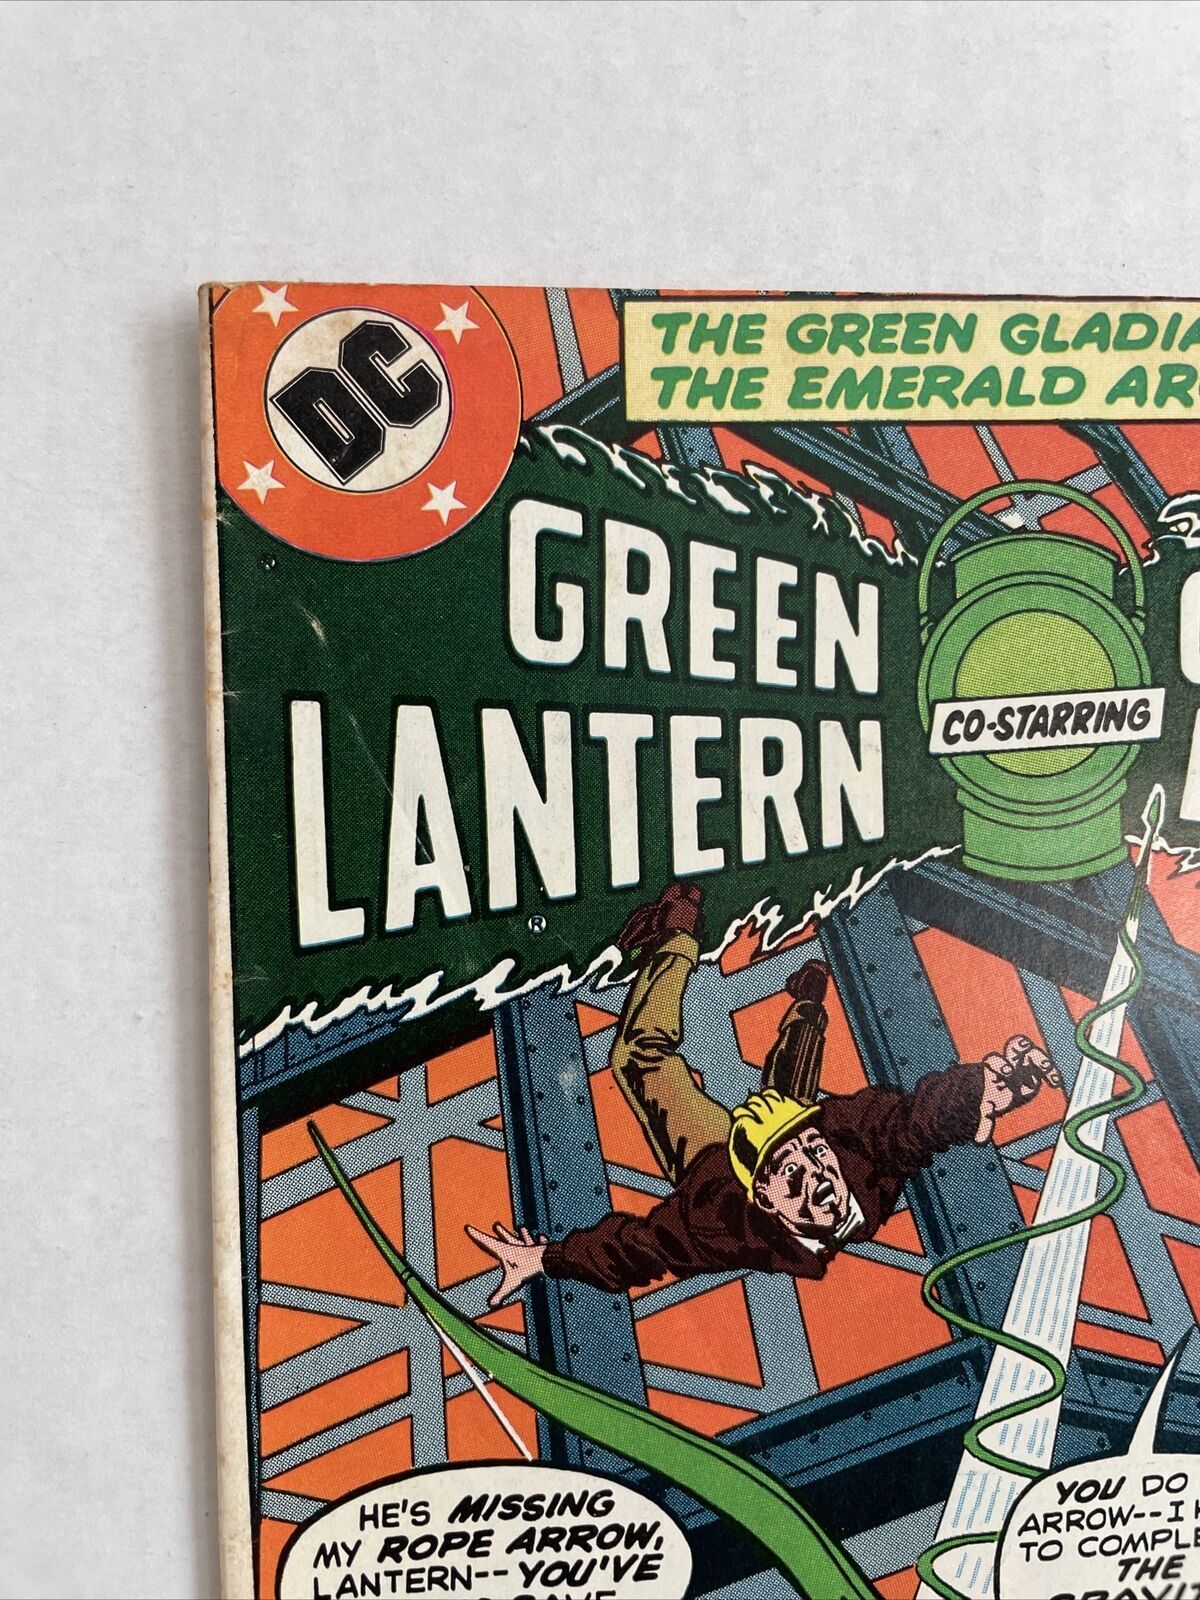 DC
THE GREEN GLADIA
THE EMERALD AR
GREEN
LANTERN
®
CO-STARRING
HE'S MISSING
MY ROPE ARROW,
LANTERN--YOU'VE
YOU DO
ARROW--I H
TO COMPLE
THE